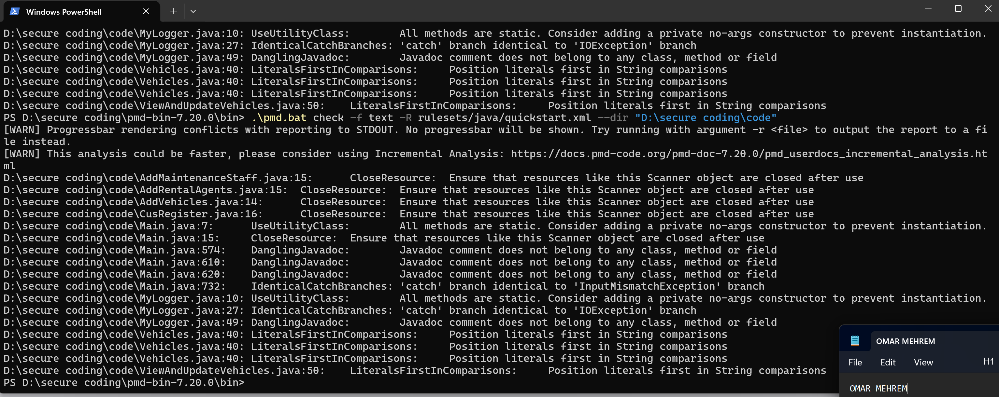 Windows PowerShell
D:\secure coding\code\MyLogger.java:10: UseUtilityClass: All methods are static. Consider adding a private no-args constructor to prevent instantiation.
D:\secure coding\code\MyLogger.java:27: IdenticalCatchBranches: 'catch' branch identical to 'IOException' branch
D:\secure coding\code\MyLogger.java:49: DanglingJavadoc: Javadoc comment does not belong to any class, method or field
D:\secure coding\code\Vehicles.java:40: LiteralsFirstInComparisons: Position literals first in String comparisons
D:\secure coding\code\Vehicles.java:40: LiteralsFirstInComparisons: Position literals first in String comparisons
D:\secure coding\code\Vehicles.java:40: LiteralsFirstInComparisons: Position literals first in String comparisons
D:\secure coding\code\ViewAndUpdateVehicles.java:50: LiteralsFirstInComparisons: Position literals first in String comparisons
PS D:\secure coding\pmd-bin-7.20.0\bin> .\pmd.bat check -f text -R rulesets/java/quickstart.xml --dir "D:\secure coding\code"
[WARN] Progressbar rendering conflicts with reporting to STDOUT. No progressbar will be shown. Try running with argument -r <file> to output the report to a fi
le instead.
[WARN] This analysis could be faster, please consider using Incremental Analysis: https://docs.pmd-code.org/pmd-doc-7.20.0/pmd_userdocs_incremental_analysis.ht
ml
D:\secure coding\code\AddMaintenanceStaff.java:15: CloseResource: Ensure that resources like this Scanner object are closed after use
D:\secure coding\code\AddRentalAgents.java:15: CloseResource: Ensure that resources like this Scanner object are closed after use
D:\secure coding\code\AddVehicles.java:14: CloseResource: Ensure that resources like this Scanner object are closed after use
D:\secure coding\code\CusRegister.java:16: CloseResource: Ensure that resources like this Scanner object are closed after use
D:\secure coding\code\Main.java:7: UseUtilityClass: All methods are static. Consider adding a private no-args constructor to prevent instantiation.
D:\secure coding\code\Main.java:15: CloseResource: Ensure that resources like this Scanner object are closed after use
D:\secure coding\code\Main.java:574: DanglingJavadoc: Javadoc comment does not belong to any class, method or field
D:\secure coding\code\Main.java:610: DanglingJavadoc: Javadoc comment does not belong to any class, method or field
D:\secure coding\code\Main.java:620: DanglingJavadoc: Javadoc comment does not belong to any class, method or field
D:\secure coding\code\Main.java:732: IdenticalCatchBranches: 'catch' branch identical to 'InputMismatchException' branch
D:\secure coding\code\MyLogger.java:10: UseUtilityClass: All methods are static. Consider adding a private no-args constructor to prevent instantiation.
D:\secure coding\code\MyLogger.java:27: IdenticalCatchBranches: 'catch' branch identical to 'IOException' branch
D:\secure coding\code\MyLogger.java:49: DanglingJavadoc: Javadoc comment does not belong to any class, method or field
D:\secure coding\code\Vehicles.java:40: LiteralsFirstInComparisons: Position literals first in String comparisons
D:\secure coding\code\Vehicles.java:40: LiteralsFirstInComparisons: Position literals first in String comparisons
D:\secure coding\code\Vehicles.java:40: LiteralsFirstInComparisons: Position literals first in String comparisons
D:\secure coding\code\ViewAndUpdateVehicles.java:50: LiteralsFirstInComparisons: Position literals first in String comparisons
PS D:\secure coding\pmd-bin-7.20.0\bin>
OMAR MEHREM
File Edit View H1
OMAR MEHREM